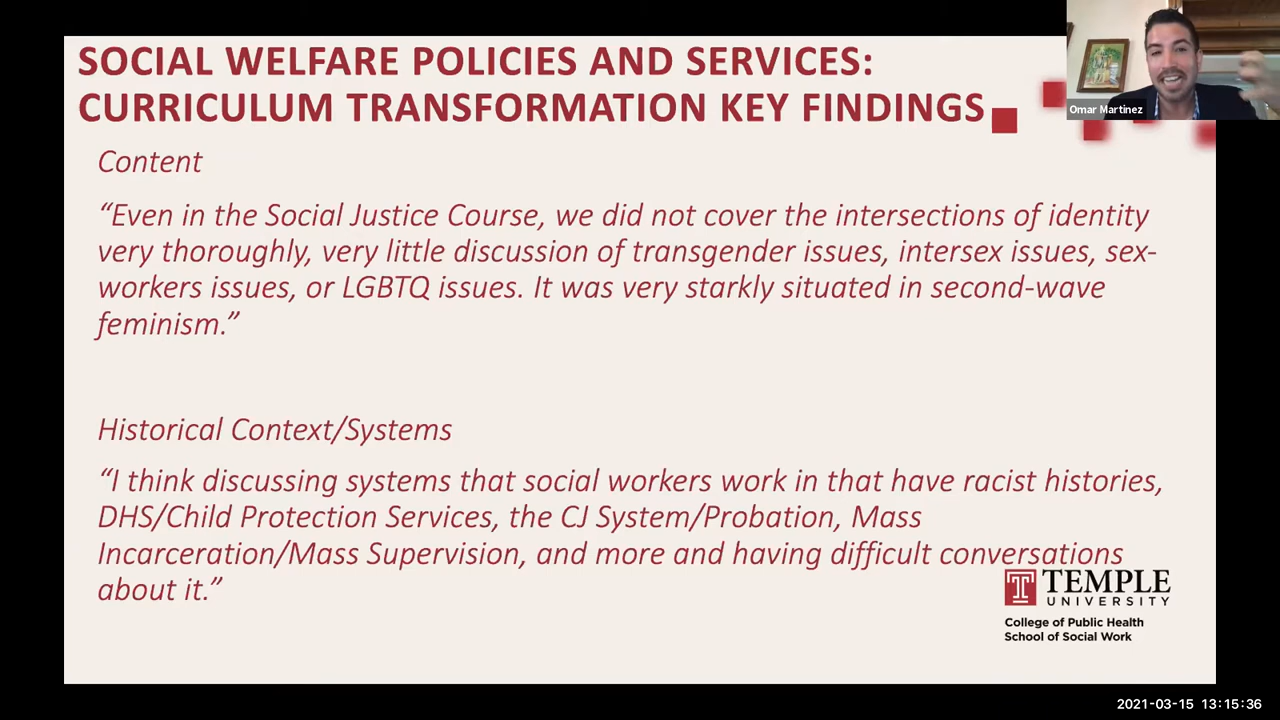 SOCIAL WELFARE POLICIES AND SERVICES:
CURRICULUM TRANSFORMATION KEY FINDINGS
Omar Martinez
Content
“Even in the Social Justice Course, we did not cover the intersections of identity
very thoroughly, very little discussion of transgender issues, intersex issues, sex-
workers issues, or LGBTQ issues. It was very starkly situated in second-wave
feminism.”
Historical Context/Systems
“I think discussing systems that social workers work in that have racist histories,
DHS/Child Protection Services, the CJ System/Probation, Mass
Incarceration/Mass Supervision, and more and having difficult conversations
about it.”
TEMPLE
UNIVERSITY
College of Public Health
School of Social Work
2021-03-15 13:15:36